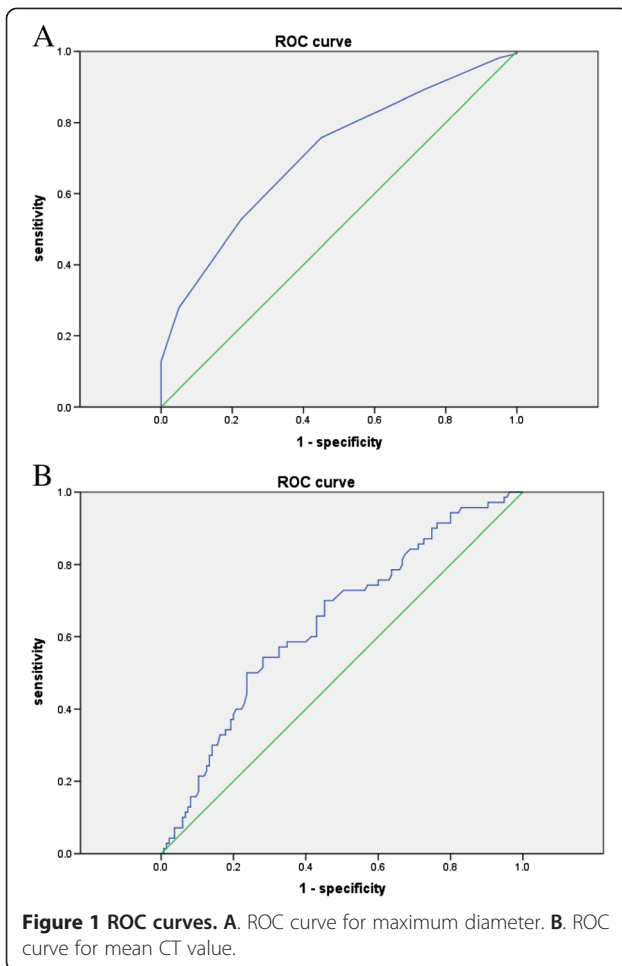 A
ROC curve
1.0
0.8
0.6
0.4
0.2
0.0
sensitivity
0.0 0.2 0.4 0.6 0.8 1.0
1 - specificity
B
ROC curve
1.0
0.8
0.6
0.4
0.2
0.0
sensitivity
0.0 0.2 0.4 0.6 0.8 1.0
1 - specificity
Figure 1 ROC curves. A. ROC curve for maximum diameter. B. ROC
curve for mean CT value.